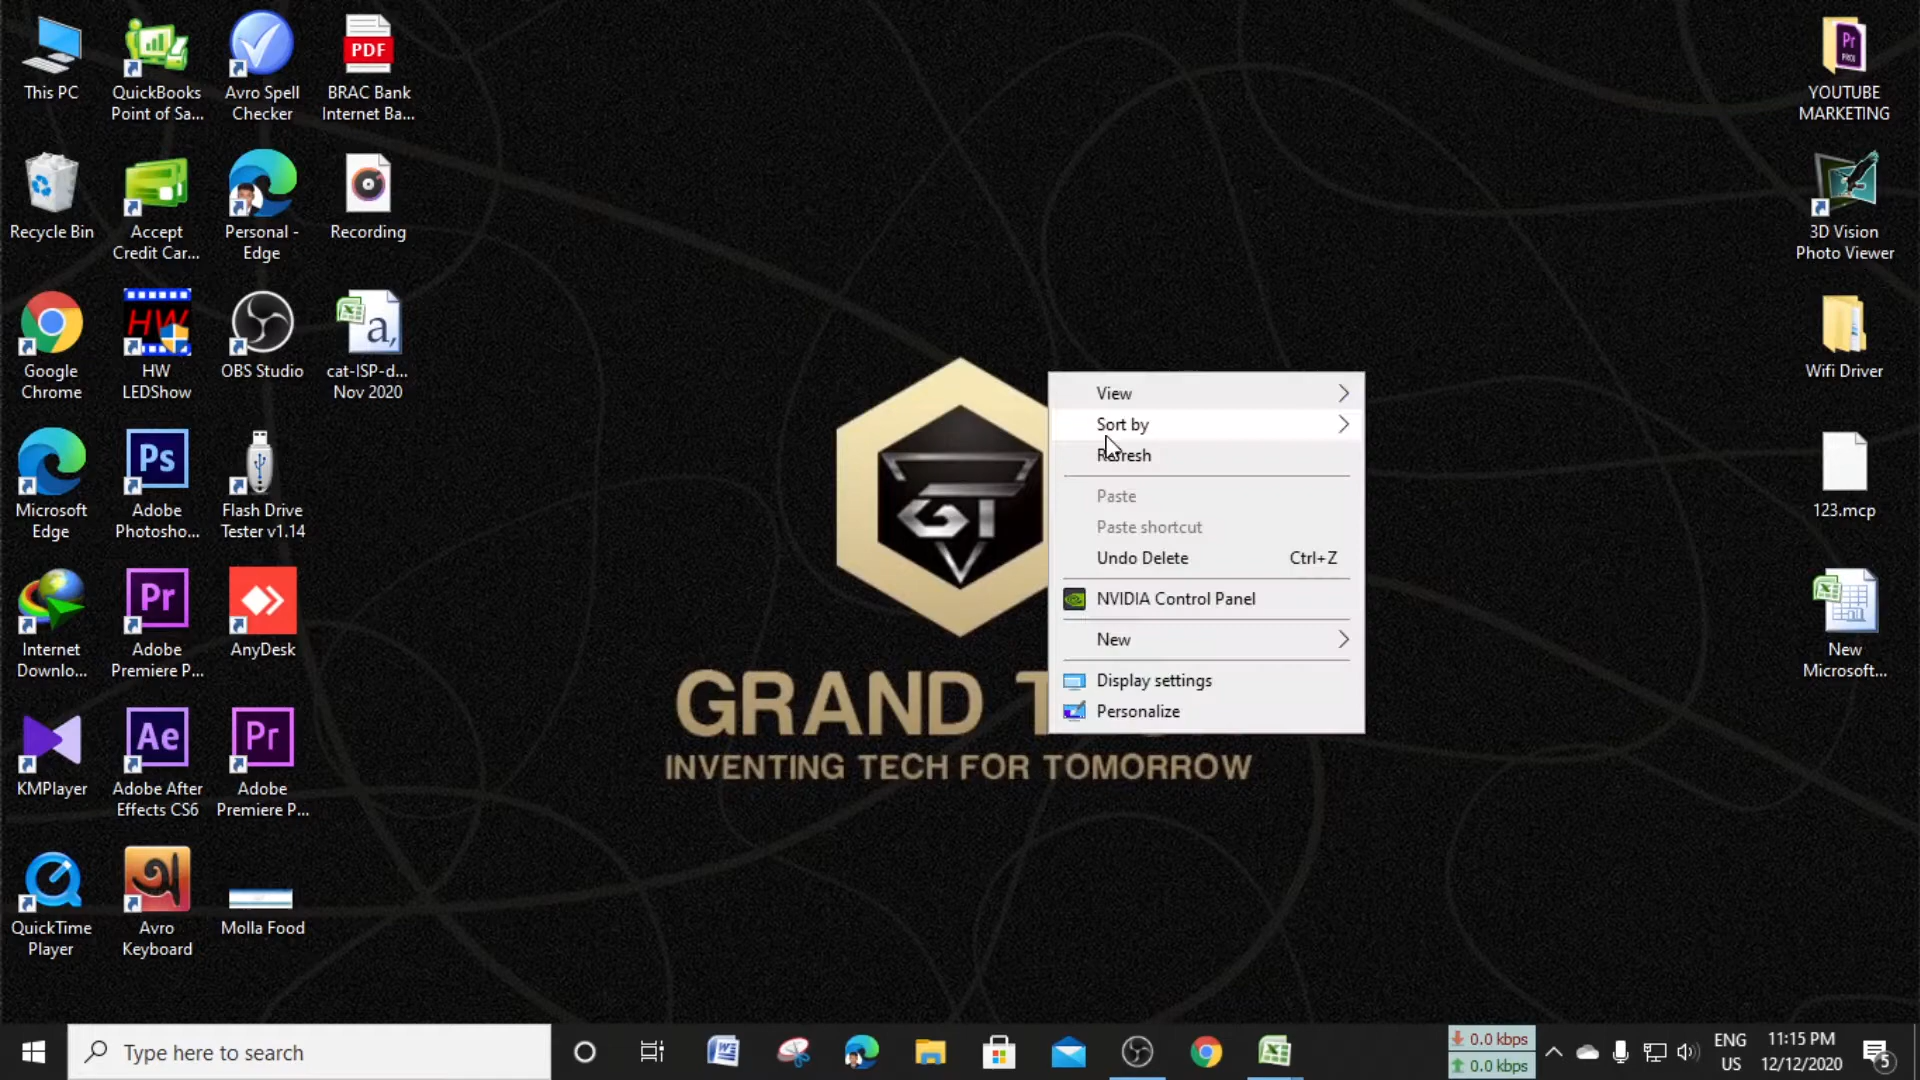 This PC
QuickBooks
Point of Sa...
Avro Spell
Checker
PDF
BRAC Bank
Internet Ba...
Pr
PRO
YOUTUBE
MARKETING
Recycle Bin
Accept
Credit Car...
Personal -
Edge
Recording
3D Vision
Photo Viewer
Google
Chrome
HW
HW
LEDShow
OBS Studio
a,
cat-ISP-d...
Nov 2020
Wifi Driver
Microsoft
Edge
Ps
Adobe
Photosho...
Flash Drive
Tester v1.14
123.mcp
Internet
Downlo...
Pr
Adobe
Premiere P...
AnyDesk
New
Microsoft...
KMPlayer
Ae
Adobe After
Effects CS6
Pr
Adobe
Premiere P...
QuickTime
Player
অ
Avro
Keyboard
Molla Food
View
Sort by
Refresh
Paste
Paste shortcut
Undo Delete Ctrl+Z
NVIDIA Control Panel
New
Display settings
Personalize
GT
GRAND T
INVENTING TECH FOR TOMORROW
Type here to search
0.0 kbps
0.0 kbps
ENG
US
11:15 PM
12/12/2020
5